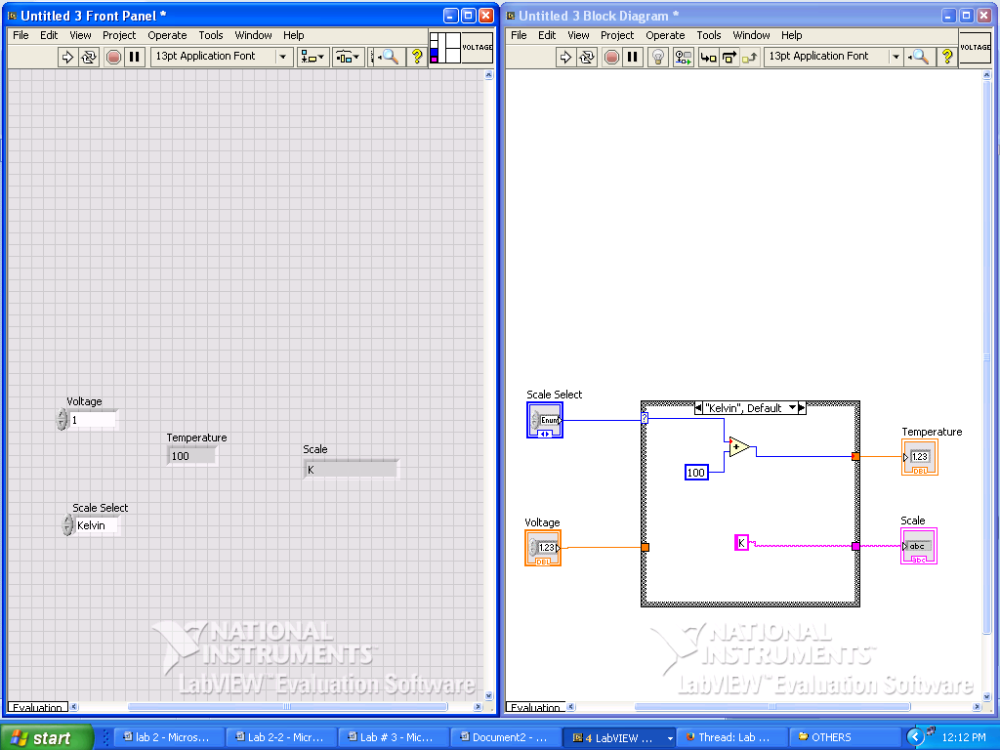 Untitled 3 Front Panel *
File Edit View Project Operate Tools Window Help
13pt Application Font
?
VOLTAGE
Voltage
1
Temperature
100
Scale
K
Scale Select
Kelvin
NATIONAL
INSTRUMENTS™
LabVIEW™ Evaluation Software
Evaluation
Untitled 3 Block Diagram *
File Edit View Project Operate Tools Window Help
13pt Application Font
?
VOLTAGE
Scale Select
Enum
"Kelvin", Default
?
+
100
Temperature
1.23
DBL
Voltage
1.23
DBL
K
Scale
abc
abc
NATIONAL
INSTRUMENTS™
LabVIEW™ Evaluation Software
Evaluation
start
lab 2 - Micros...
Lab 2-2 - Micr...
Lab # 3 - Mic...
Document2 - ...
4 LabVIEW ...
Thread: Lab ...
OTHERS
12:12 PM